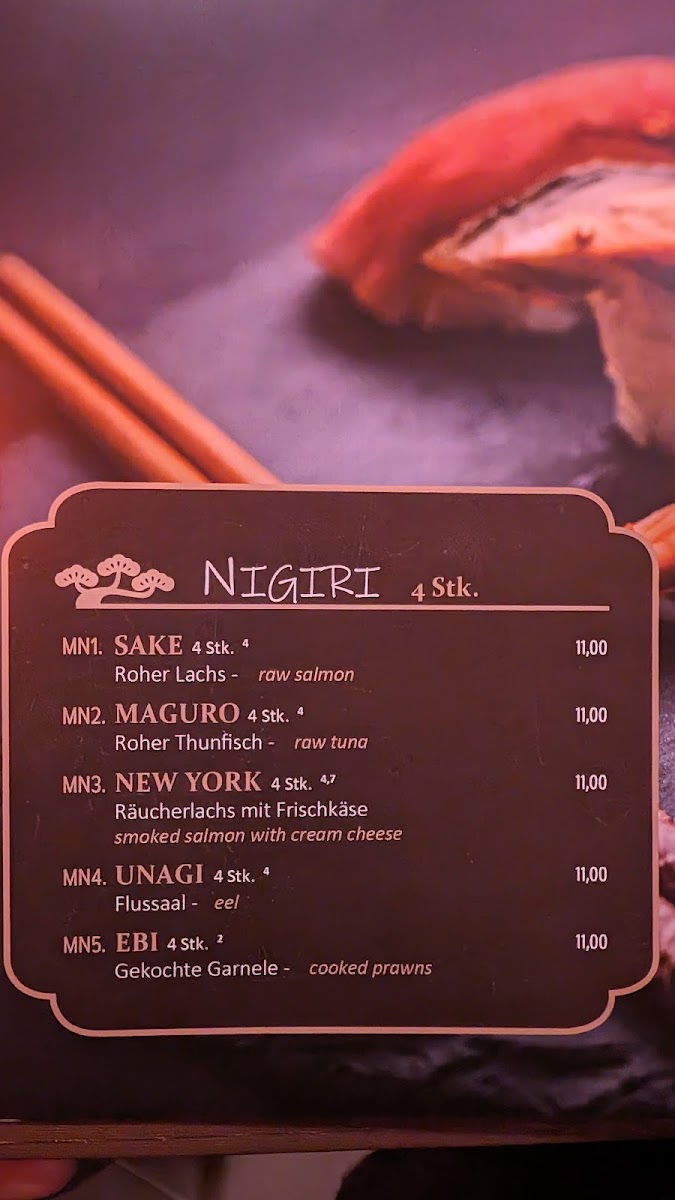 NIGIRI 4 Stk.
MN1. SAKE 4 Stk. ⁴ 11,00
Roher Lachs - raw salmon
MN2. MAGURO 4 Stk. ⁴ 11,00
Roher Thunfisch - raw tuna
MN3. NEW YORK 4 Stk. ⁴,⁷ 11,00
Räucherlachs mit Frischkäse
smoked salmon with cream cheese
MN4. UNAGI 4 Stk. ⁴ 11,00
Flussaal - eel
MN5. EBI 4 Stk. ² 11,00
Gekochte Garnele - cooked prawns